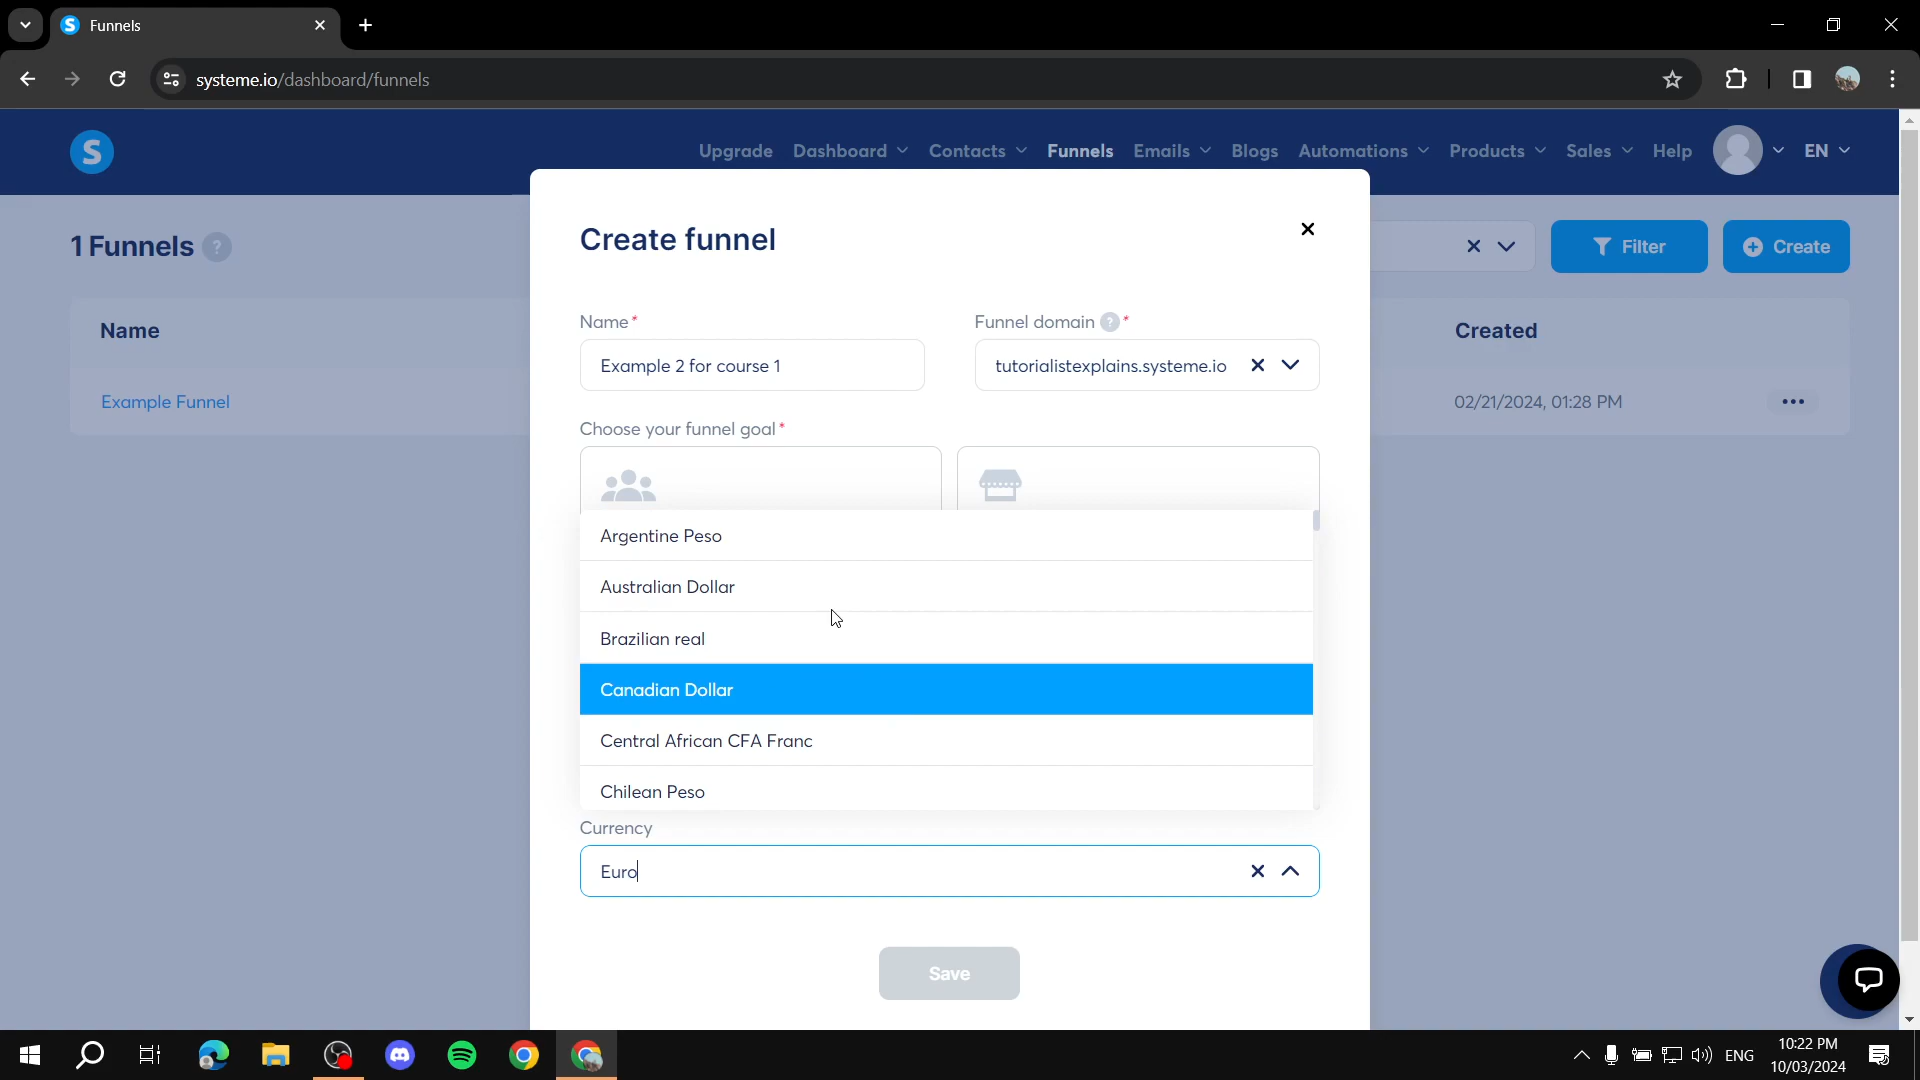 Funnels
systeme.io/dashboard/funnels
S
Upgrade Dashboard Contacts Funnels Emails Blogs Automations Products Sales Help EN
1 Funnels ?
Filter
Create
Create funnel
Name
Created
Example Funnel
02/21/2024, 01:28 PM
Name*
Funnel domain ? *
Example 2 for course 1
tutorialistexplains.systeme.io
Choose your funnel goal*
Argentine Peso
Australian Dollar
Brazilian real
Canadian Dollar
Central African CFA Franc
Chilean Peso
Currency
Euro
Save
ENG
10:22 PM
10/03/2024